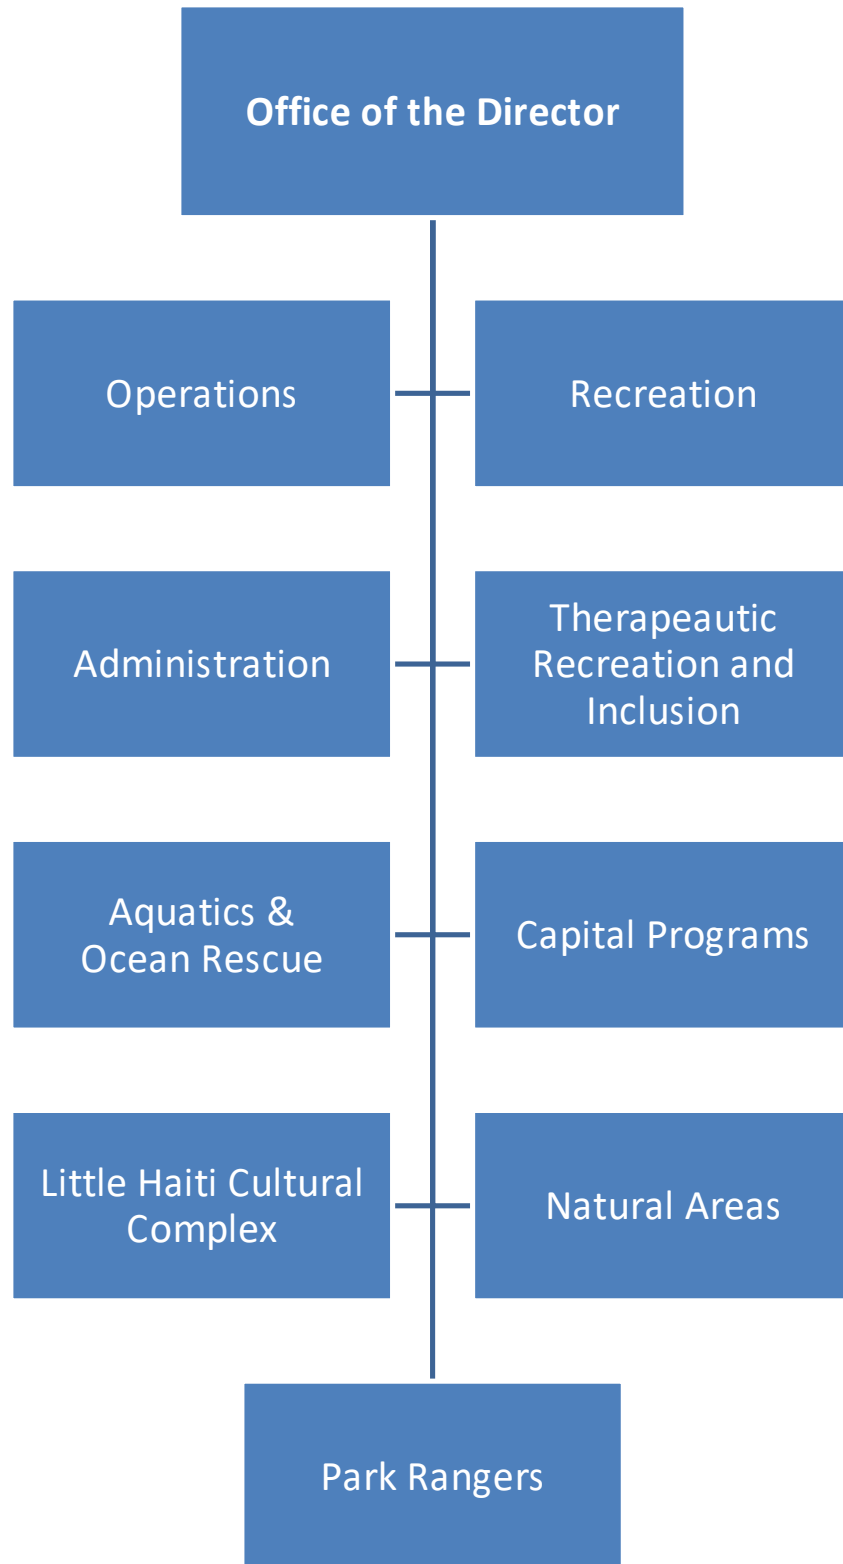 Office of the Director
Operations
Recreation
Administration
Therapeautic
Recreation and
Inclusion
Aquatics &
Ocean Rescue
Capital Programs
Little Haiti Cultural
Complex
Natural Areas
Park Rangers